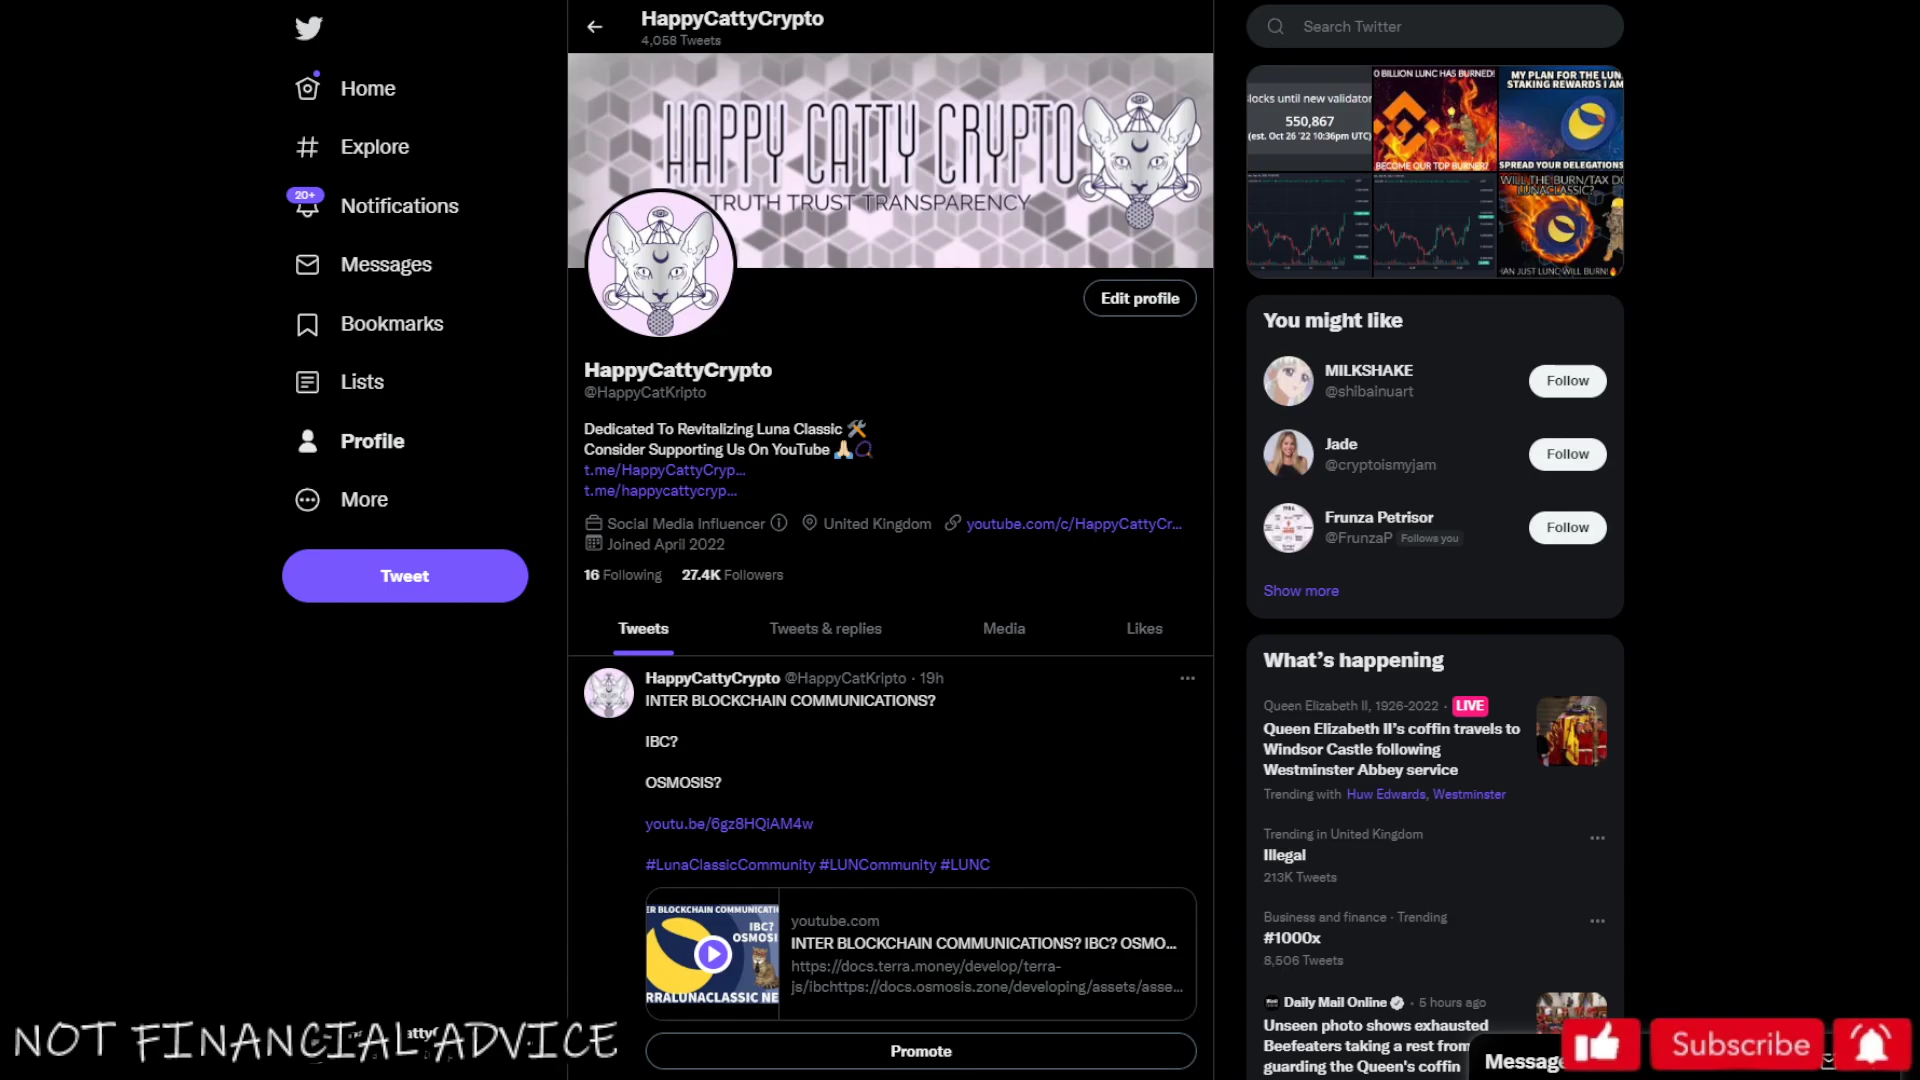 Home
Explore
20+
Notifications
Messages
Bookmarks
Lists
Profile
More
Tweet
HappyCattyCrypto
4,058 Tweets
HAPPY CATTY CRYPTO
TRUTH TRUST TRANSPARENCY
Edit profile
HappyCattyCrypto
@HappyCatKripto
Dedicated To Revitalizing Luna Classic 🛠️
Consider Supporting Us On YouTube 🙏🏻
t.me/HappyCattyCryp...
t.me/happycattycryp...
Social Media Influencer United Kingdom youtube.com/c/HappyCattyCr...
Joined April 2022
16 Following 27.4K Followers
Tweets Tweets & replies Media Likes
HappyCattyCrypto @HappyCatKripto · 19h
INTER BLOCKCHAIN COMMUNICATIONS?
IBC?
OSMOSIS?
youtu.be/6gz8HQiAM4w
#LunaClassicCommunity #LUNCommunity #LUNC
ER BLOCKCHAIN COMMUNICATI
IBC?
OSMOSI
RRALUNACLASSIC NE
youtube.com
INTER BLOCKCHAIN COMMUNICATIONS? IBC? OSMO...
https://docs.terra.money/develop/terra-
js/ibchttps://docs.osmosis.zone/developing/assets/asse...
Promote
Search Twitter
locks until new validator
550,867
(est. Oct 26 '22 10:36pm UTC)
0 BILLION LUNC HAS BURNED!
BECOME OUR TOP BURNER?
MY PLAN FOR THE LUN
STAKING REWARDS I AM
SPREAD YOUR DELEGATIONS
WILL THE BURN/TAX DO
LUNACLASSIC?
AN JUST LUNC WILL BURN!🔥
You might like
MILKSHAKE
@shibainuart
Follow
Jade
@cryptoismyjam
Follow
Frunza Petrisor
@FrunzaP Follows you
Follow
Show more
What's happening
Queen Elizabeth II, 1926-2022 · LIVE
Queen Elizabeth II's coffin travels to
Windsor Castle following
Westminster Abbey service
Trending with Huw Edwards, Westminster
Trending in United Kingdom
Illegal
213K Tweets
Business and finance · Trending
#1000x
8,506 Tweets
Daily Mail Online · 5 hours ago
Unseen photo shows exhausted
Beefeaters taking a rest from
guarding the Queen's coffin
Message
Subscribe
NOT FINANCIAL ADVICE